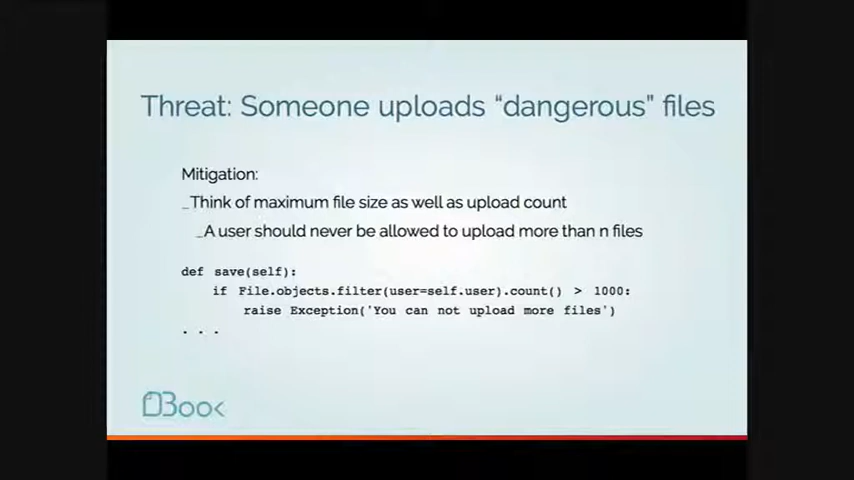 Threat: Someone uploads “dangerous” files
Mitigation:
_Think of maximum file size as well as upload count
_A user should never be allowed to upload more than n files
def save(self):
if File.objects.filter(user=self.user).count() > 1000:
raise Exception('You can not upload more files')
. . .
DBook